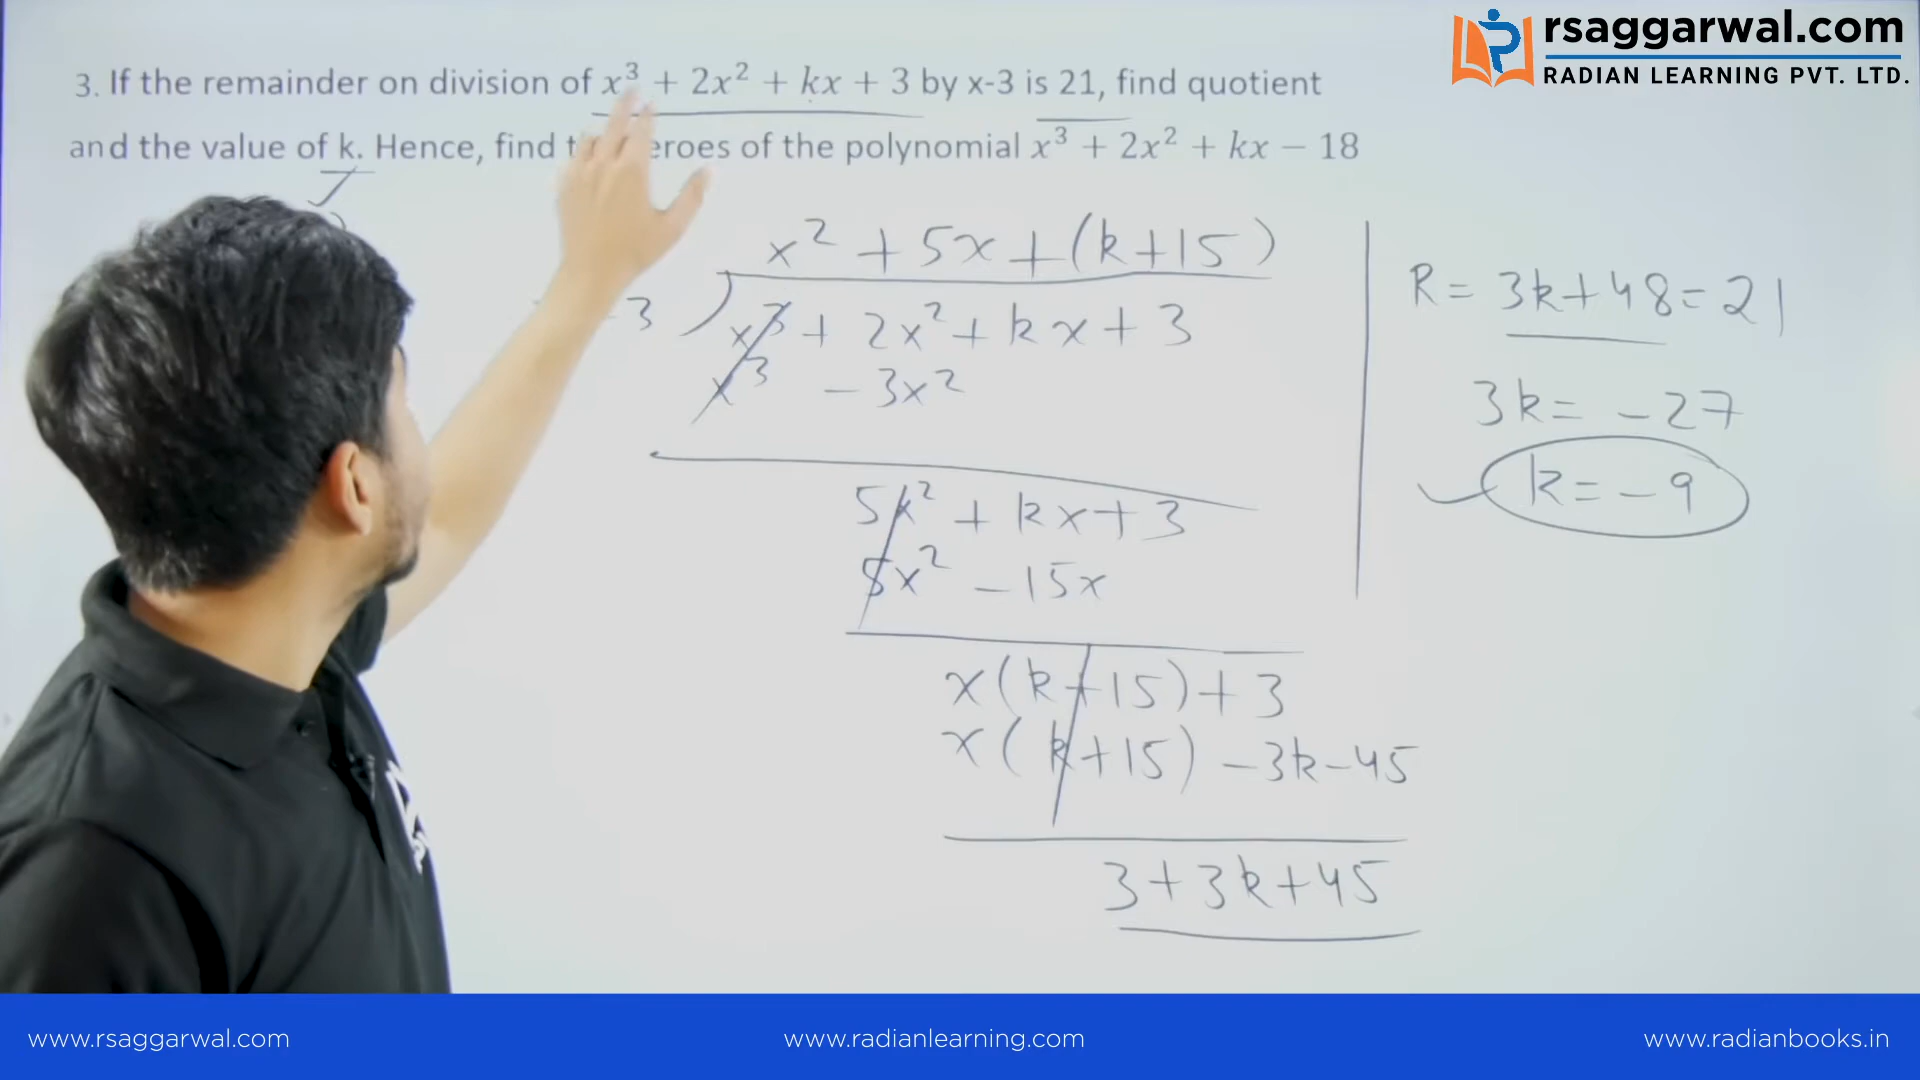 rsaggarwal.com
RADIAN LEARNING PVT. LTD.
3. If the remainder on division of x³ + 2x² + kx + 3 by x-3 is 21, find quotient
and the value of k. Hence, find eroes of the polynomial x³ + 2x² + kx − 18
x² + 5x + (k+15)
3 ) x³ + 2x² + kx + 3
x³ − 3x²
5x² + kx + 3
5x² − 15x
x(k+15) + 3
x(k+15) − 3k − 45
3 + 3k + 45
R = 3k + 48 = 21
3k = − 27
k = − 9
www.rsaggarwal.com
www.radianlearning.com
www.radianbooks.in